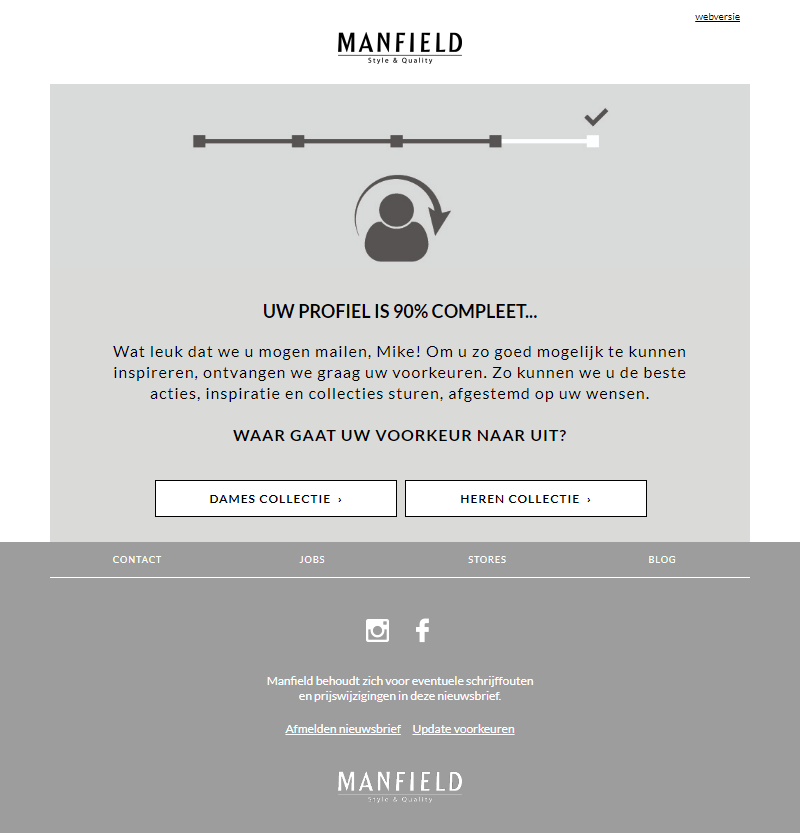 webversie
MANFIELD
Style & Quality
UW PROFIEL IS 90% COMPLEET...
Wat leuk dat we u mogen mailen, Mike! Om u zo goed mogelijk te kunnen
inspireren, ontvangen we graag uw voorkeuren. Zo kunnen we u de beste
acties, inspiratie en collecties sturen, afgestemd op uw wensen.
WAAR GAAT UW VOORKEUR NAAR UIT?
DAMES COLLECTIE › HEREN COLLECTIE ›
CONTACT JOBS STORES BLOG
Manfield behoudt zich voor eventuele schrijffouten
en prijswijzigingen in deze nieuwsbrief.
Afmelden nieuwsbrief Update voorkeuren
MANFIELD
Style & Quality